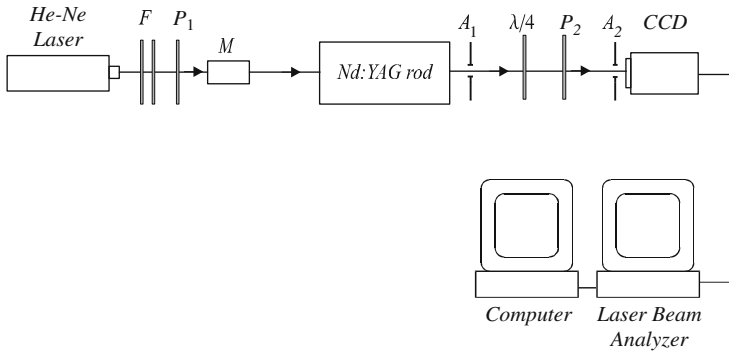 He-Ne
Laser
F
P1
M
Nd:YAG rod
A1
λ/4
P2
A2
CCD
Computer
Laser Beam
Analyzer